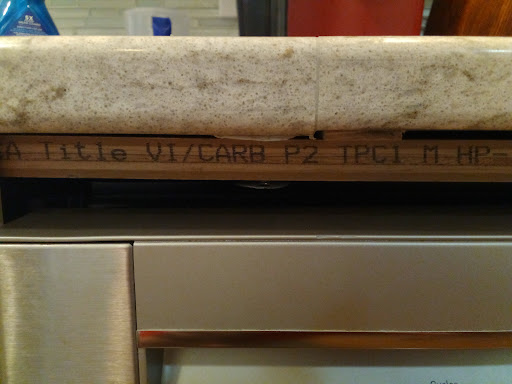 A Title VI/CARB P2 TPC1 M HP-